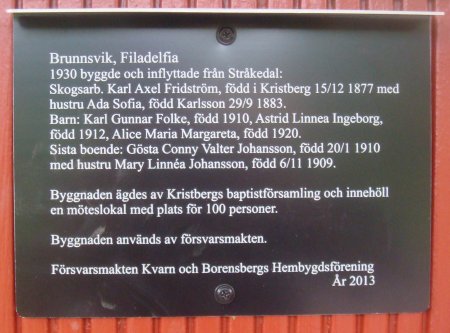 Brunnsvik, Filadelfia
1930 byggde och inflyttade från Stråkedal:
Skogsarb. Karl Axel Fridström, född i Kristberg 15/12 1877 med
hustru Ada Sofia, född Karlsson 29/9 1883.
Barn: Karl Gunnar Folke, född 1910, Astrid Linnea Ingeborg,
född 1912, Alice Maria Margareta, född 1920.
Sista boende: Gösta Conny Valter Johansson, född 20/1 1910
med hustru Mary Linnéa Johansson, född 6/11 1909.
Byggnaden ägdes av Kristbergs baptistförsamling och innehöll
en möteslokal med plats för 100 personer.
Byggnaden används av försvarsmakten.
Försvarsmakten Kvarn och Borensbergs Hembygdsförening
År 2013